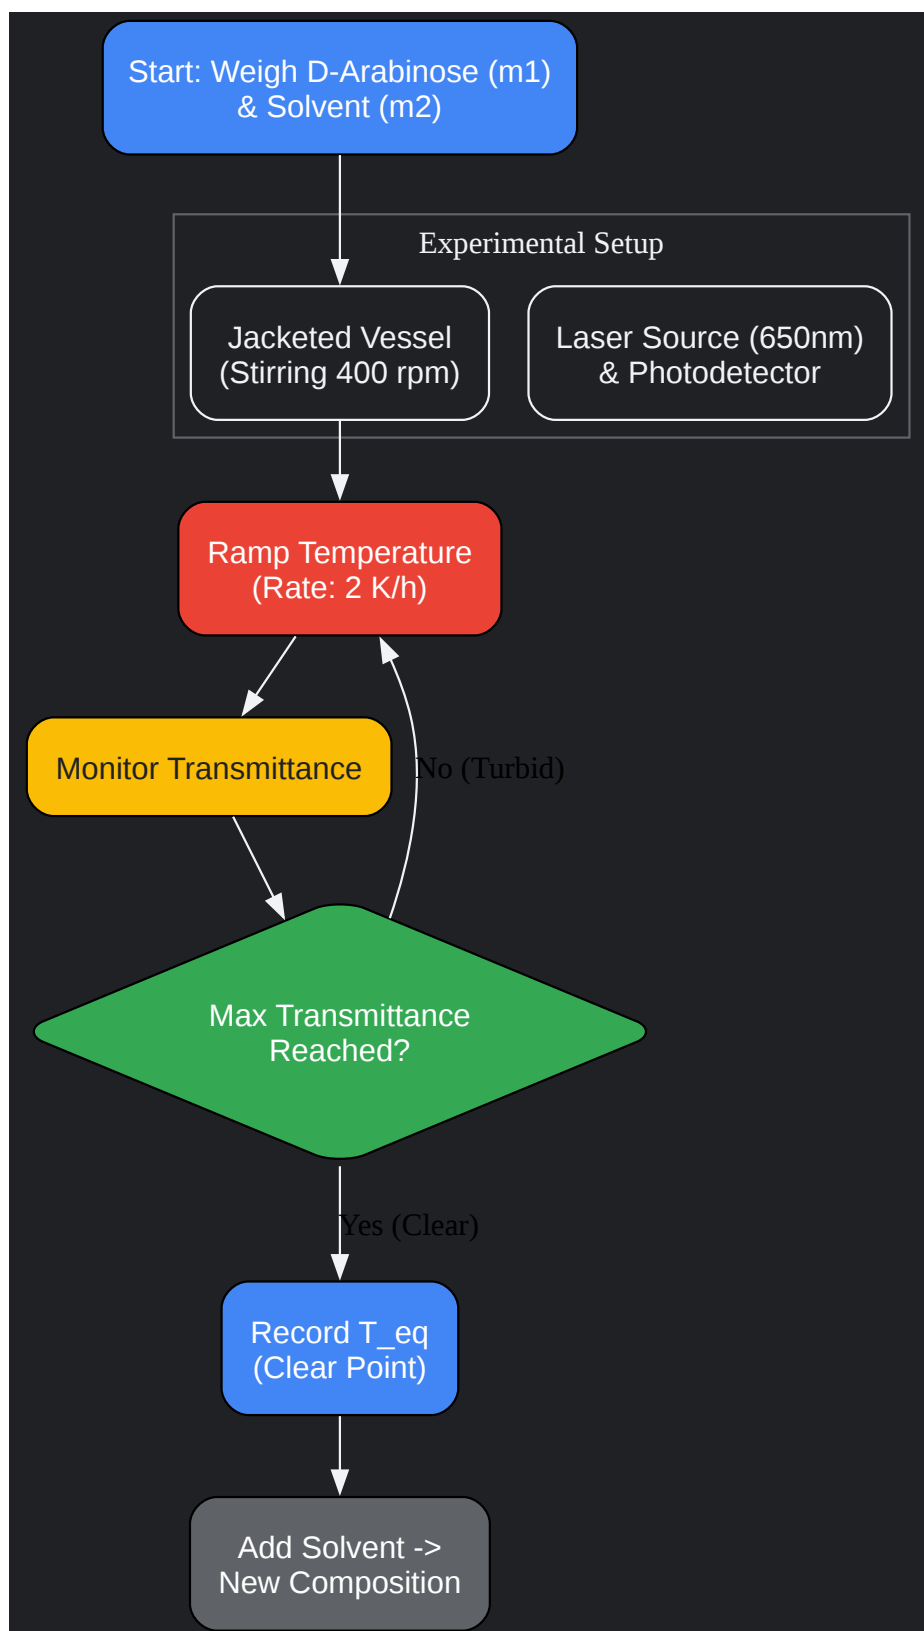 Start: Weigh D-Arabinose (m1)
& Solvent (m2)
Experimental Setup
Jacketed Vessel
(Stirring 400 rpm)
Laser Source (650nm)
& Photodetector
Ramp Temperature
(Rate: 2 K/h)
Monitor Transmittance
No (Turbid)
Max Transmittance
Reached?
Yes (Clear)
Record T_eq
(Clear Point)
Add Solvent ->
New Composition